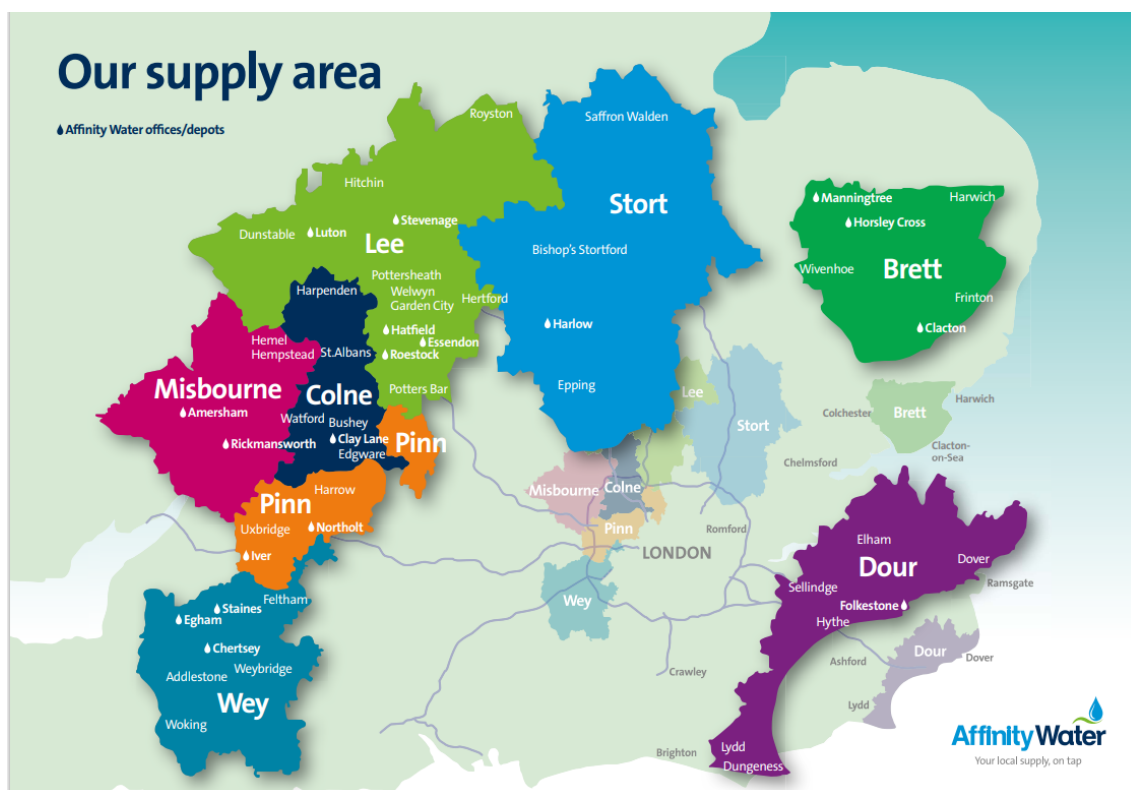 Our supply area
Affinity Water offices/depots
Royston
Hitchin
Stevenage
Dunstable
Luton
Lee
Pottersheath
Welwyn
Garden City
Hertford
Hatfield
Essendon
Roestock
Potters Bar
Saffron Walden
Stort
Bishop's Stortford
Harlow
Epping
Manningtree
Harwich
Horsley Cross
Wivenhoe
Brett
Frinton
Clacton
Harpenden
St.Albans
Colne
Watford
Bushey
Clay Lane
Edgware
Hemel
Hempstead
Misbourne
Amersham
Rickmansworth
Pinn
Pinn
Harrow
Uxbridge
Northolt
Iver
Feltham
Staines
Egham
Chertsey
Weybridge
Addlestone
Wey
Woking
Lee
Stort
Misbourne
Colne
Pinn
Wey
LONDON
Romford
Chelmsford
Colchester
Brett
Harwich
Clacton-
on-Sea
Elham
Dour
Dover
Sellindge
Folkestone
Hythe
Lydd
Dungeness
Ramsgate
Ashford
Dour
Dover
Lydd
Crawley
Brighton
AffinityWater
Your local supply, on tap